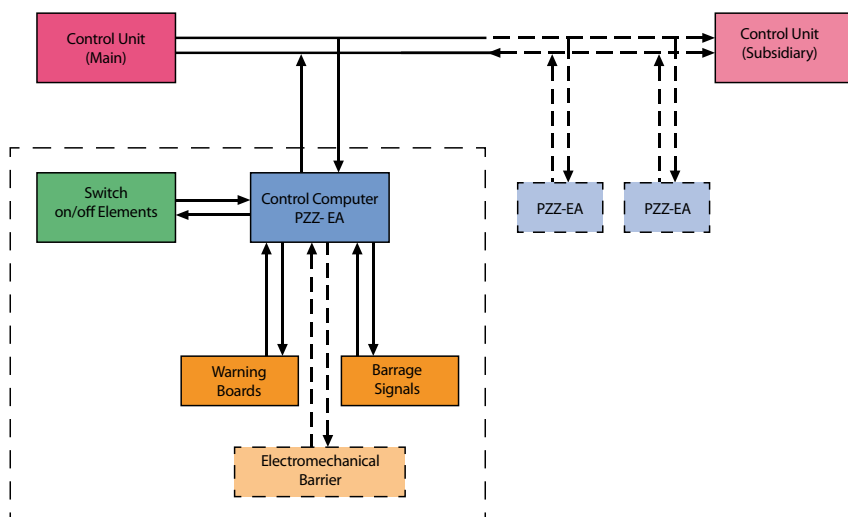 Control Unit
(Main)
Control Unit
(Subsidiary)
Switch
on/off Elements
Control Computer
PZZ- EA
PZZ-EA
PZZ-EA
Warning
Boards
Barrage
Signals
Electromechanical
Barrier